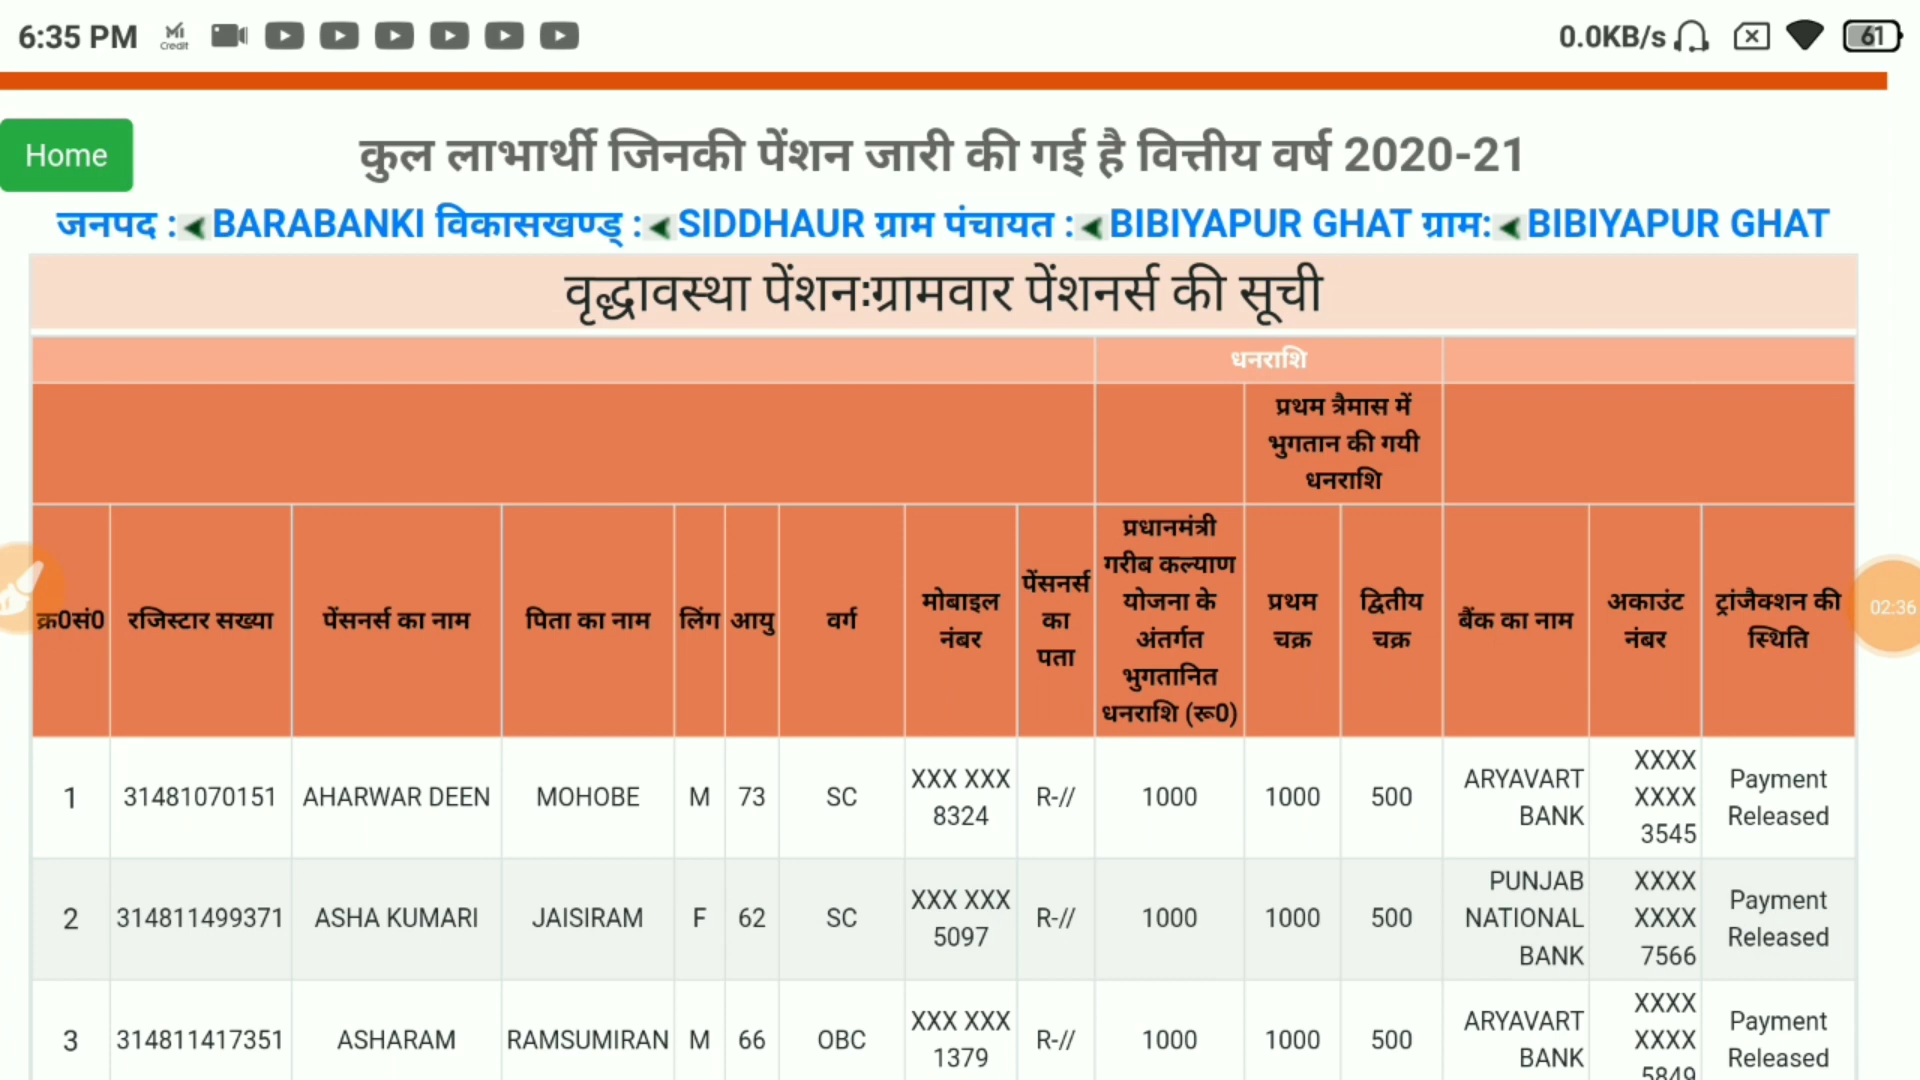 6:35 PM Mi Credit 0.0KB/s 61
Home
कुल लाभार्थी जिनकी पेंशन जारी की गई है वित्तीय वर्ष 2020-21
जनपद : BARABANKI विकासखण्ड् : SIDDHAUR ग्राम पंचायत : BIBIYAPUR GHAT ग्राम: BIBIYAPUR GHAT
वृद्धावस्था पेंशन:ग्रामवार पेंशनर्स की सूची
धनराशि
प्रथम त्रैमास में
भुगतान की गयी
धनराशि
क्र0सं0
रजिस्टार सख्या
पेंसनर्स का नाम
पिता का नाम
लिंग
आयु
वर्ग
मोबाइल
नंबर
पेंसनर्स
का
पता
प्रधानमंत्री
गरीब कल्याण
योजना के
अंतर्गत
भुगतानित
धनराशि (रू0)
प्रथम
चक्र
द्वितीय
चक्र
बैंक का नाम
अकाउंट
नंबर
ट्रांजैक्शन की
स्थिति
02:36
1
31481070151
AHARWAR DEEN
MOHOBE
M
73
SC
XXX XXX
8324
R-//
1000
1000
500
ARYAVART
BANK
XXXX
XXXX
3545
Payment
Released
2
314811499371
ASHA KUMARI
JAISIRAM
F
62
SC
XXX XXX
5097
R-//
1000
1000
500
PUNJAB
NATIONAL
BANK
XXXX
XXXX
7566
Payment
Released
3
314811417351
ASHARAM
RAMSUMIRAN
M
66
OBC
XXX XXX
1379
R-//
1000
1000
500
ARYAVART
BANK
XXXX
XXXX
5849
Payment
Released